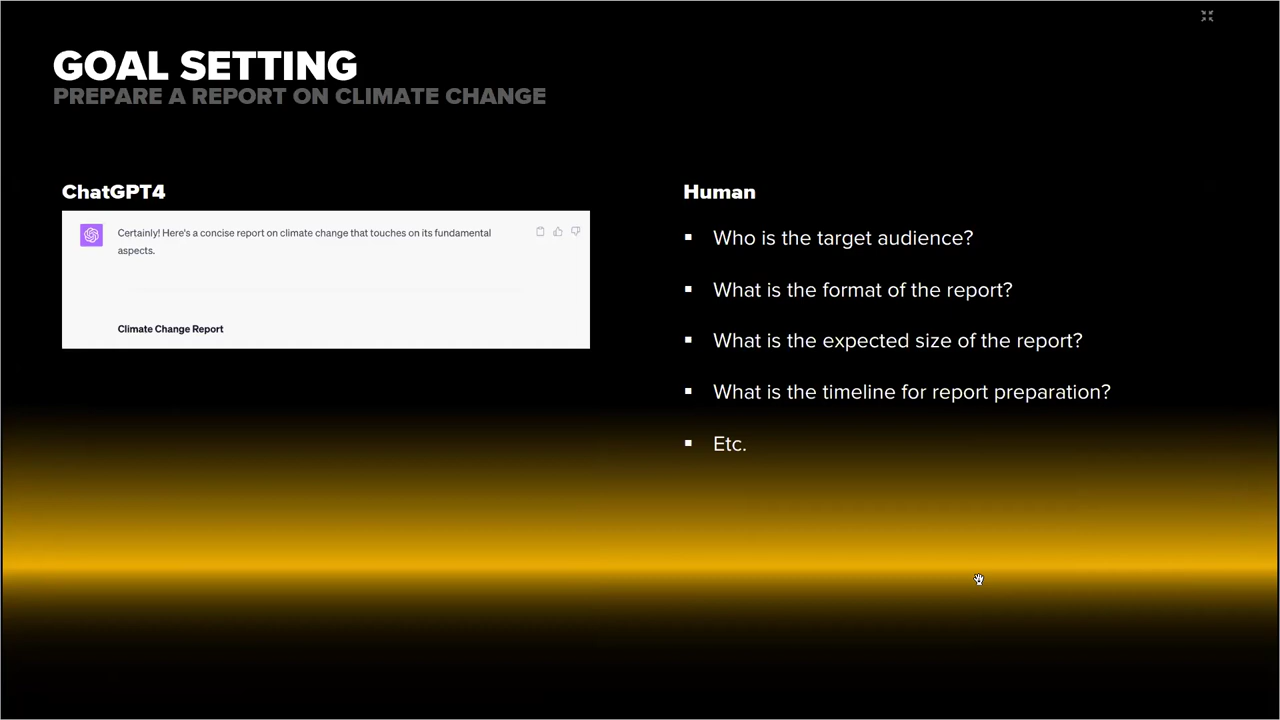 GOAL SETTING
PREPARE A REPORT ON CLIMATE CHANGE
ChatGPT4
Certainly! Here's a concise report on climate change that touches on its fundamental
aspects.
Climate Change Report
Human
▪ Who is the target audience?
▪ What is the format of the report?
▪ What is the expected size of the report?
▪ What is the timeline for report preparation?
▪ Etc.